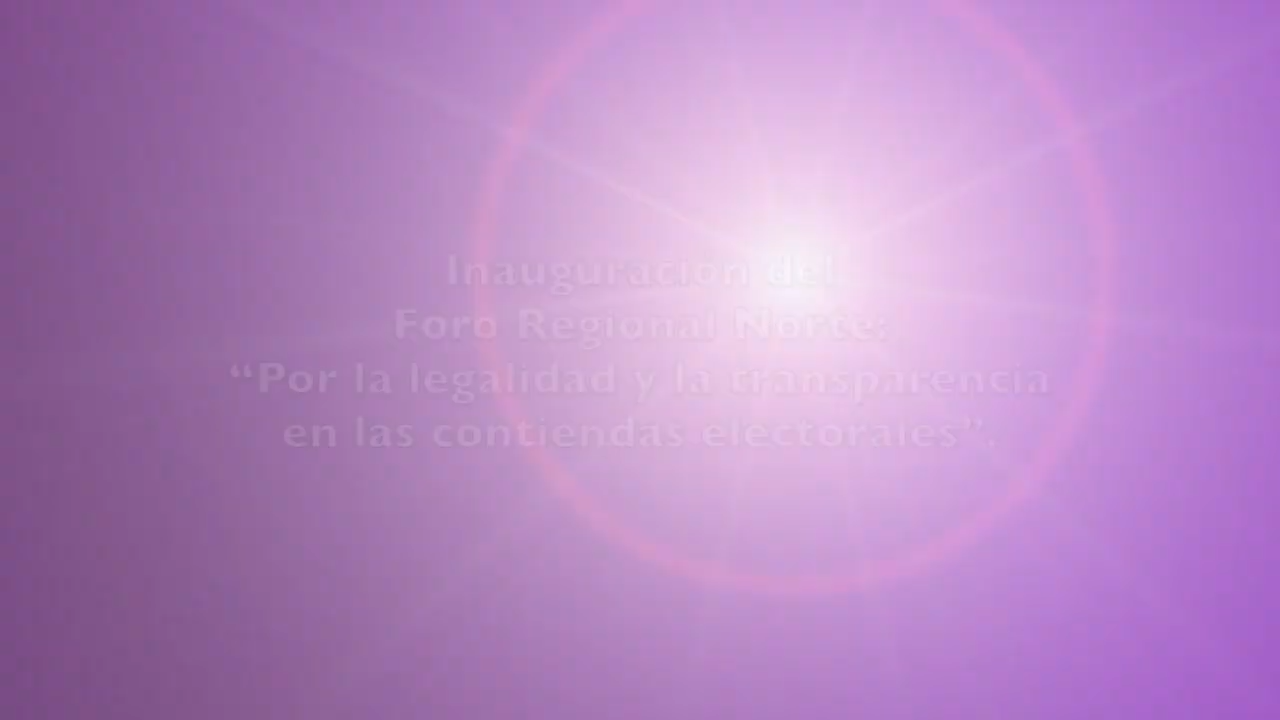 Inauguración del
Foro Regional Norte:
“Por la legalidad y la transparencia
en las contiendas electorales”.